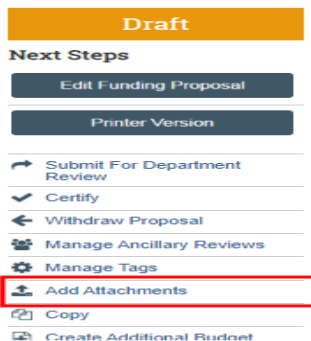 Draft
Next Steps
Edit Funding Proposal
Printer Version
Submit For Department
Review
Certify
Withdraw Proposal
Manage Ancillary Reviews
Manage Tags
Add Attachments
Copy
Create Additional Budget